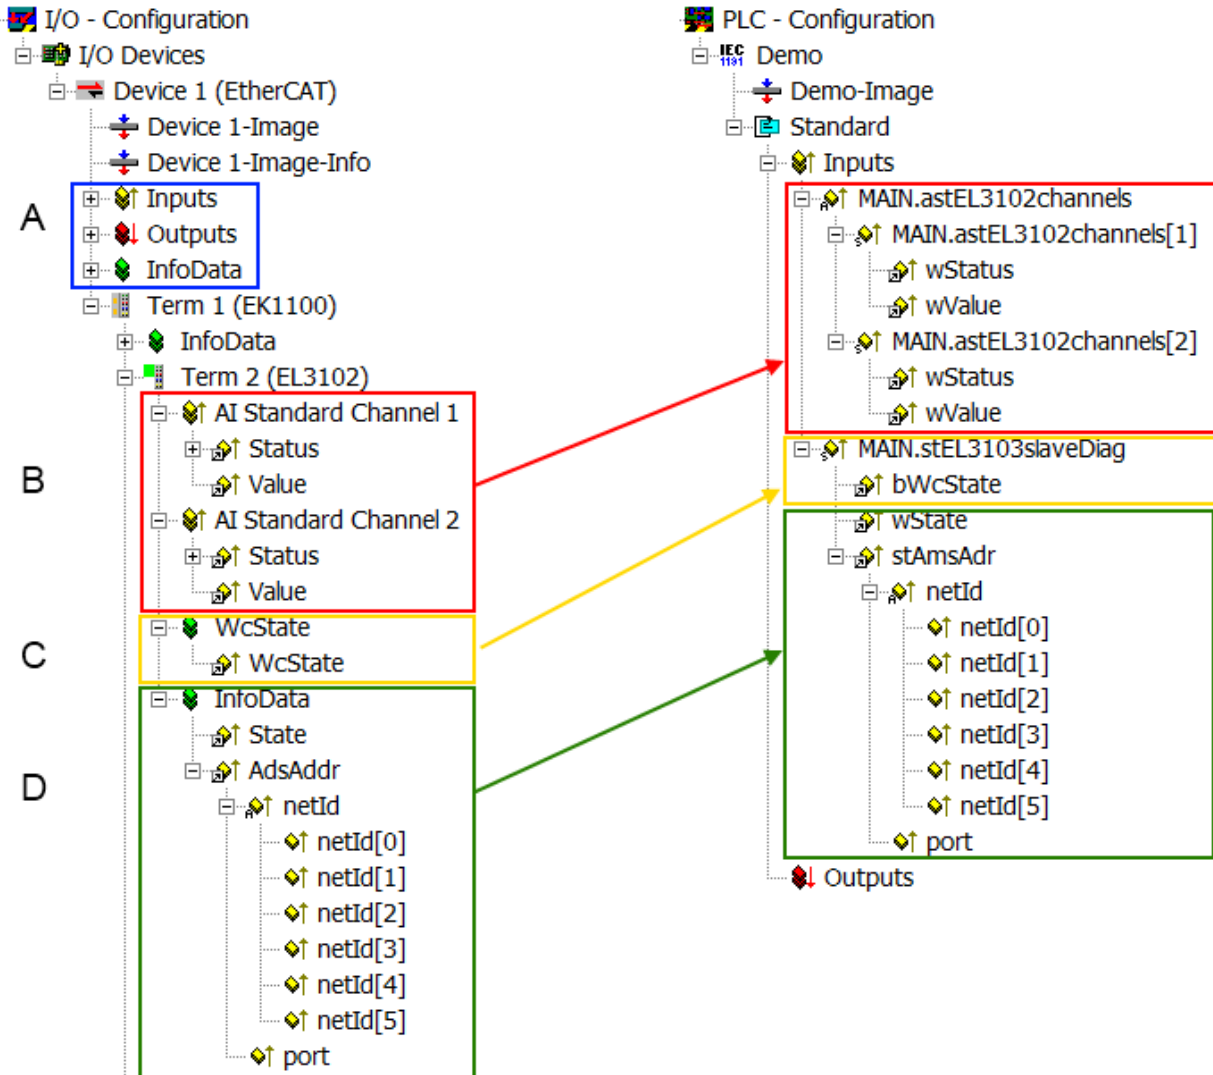 I/O - Configuration
I/O Devices
Device 1 (EtherCAT)
Device 1-Image
Device 1-Image-Info
A
Inputs
Outputs
InfoData
Term 1 (EK1100)
InfoData
Term 2 (EL3102)
B
AI Standard Channel 1
Status
Value
AI Standard Channel 2
Status
Value
C
WcState
WcState
D
InfoData
State
AdsAddr
netId
netId[0]
netId[1]
netId[2]
netId[3]
netId[4]
netId[5]
port
PLC - Configuration
IEC
1131
Demo
Demo-Image
Standard
Inputs
MAIN.astEL3102channels
MAIN.astEL3102channels[1]
wStatus
wValue
MAIN.astEL3102channels[2]
wStatus
wValue
MAIN.stEL3103slaveDiag
bWcState
wState
stAmsAdr
netId
netId[0]
netId[1]
netId[2]
netId[3]
netId[4]
netId[5]
port
Outputs